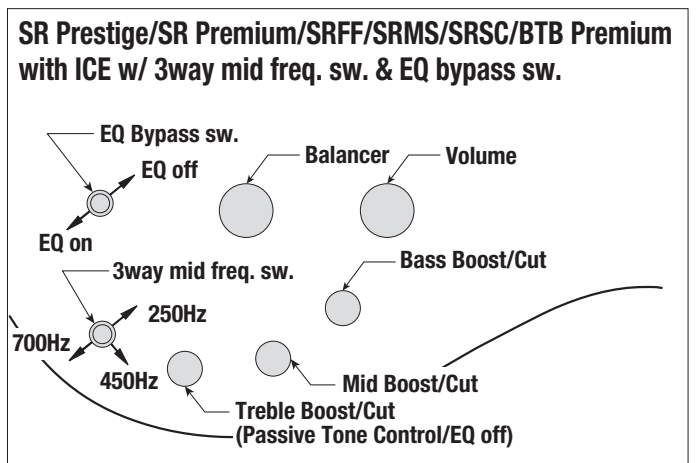 SR Prestige/SR Premium/SRFF/SRMS/SRSC/BTB Premium
with ICE w/ 3way mid freq. sw. & EQ bypass sw.
EQ Bypass sw.
EQ off
EQ on
Balancer
Volume
3way mid freq. sw.
250Hz
700Hz
450Hz
Bass Boost/Cut
Mid Boost/Cut
Treble Boost/Cut
(Passive Tone Control/EQ off)